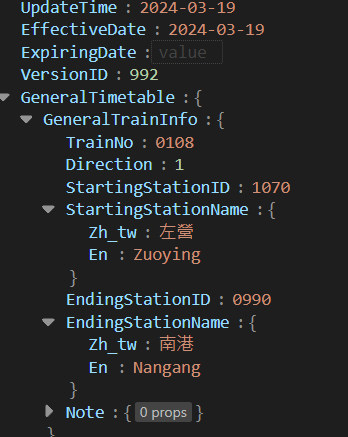 UpdateTime : 2024-03-19
EffectiveDate : 2024-03-19
ExpiringDate : value
VersionID : 992
GeneralTimetable : {
GeneralTrainInfo : {
TrainNo : 0108
Direction : 1
StartingStationID : 1070
StartingStationName : {
Zh_tw : 左營
En : Zuoying
}
EndingStationID : 0990
EndingStationName : {
Zh_tw : 南港
En : Nangang
}
Note : { 0 props }
}